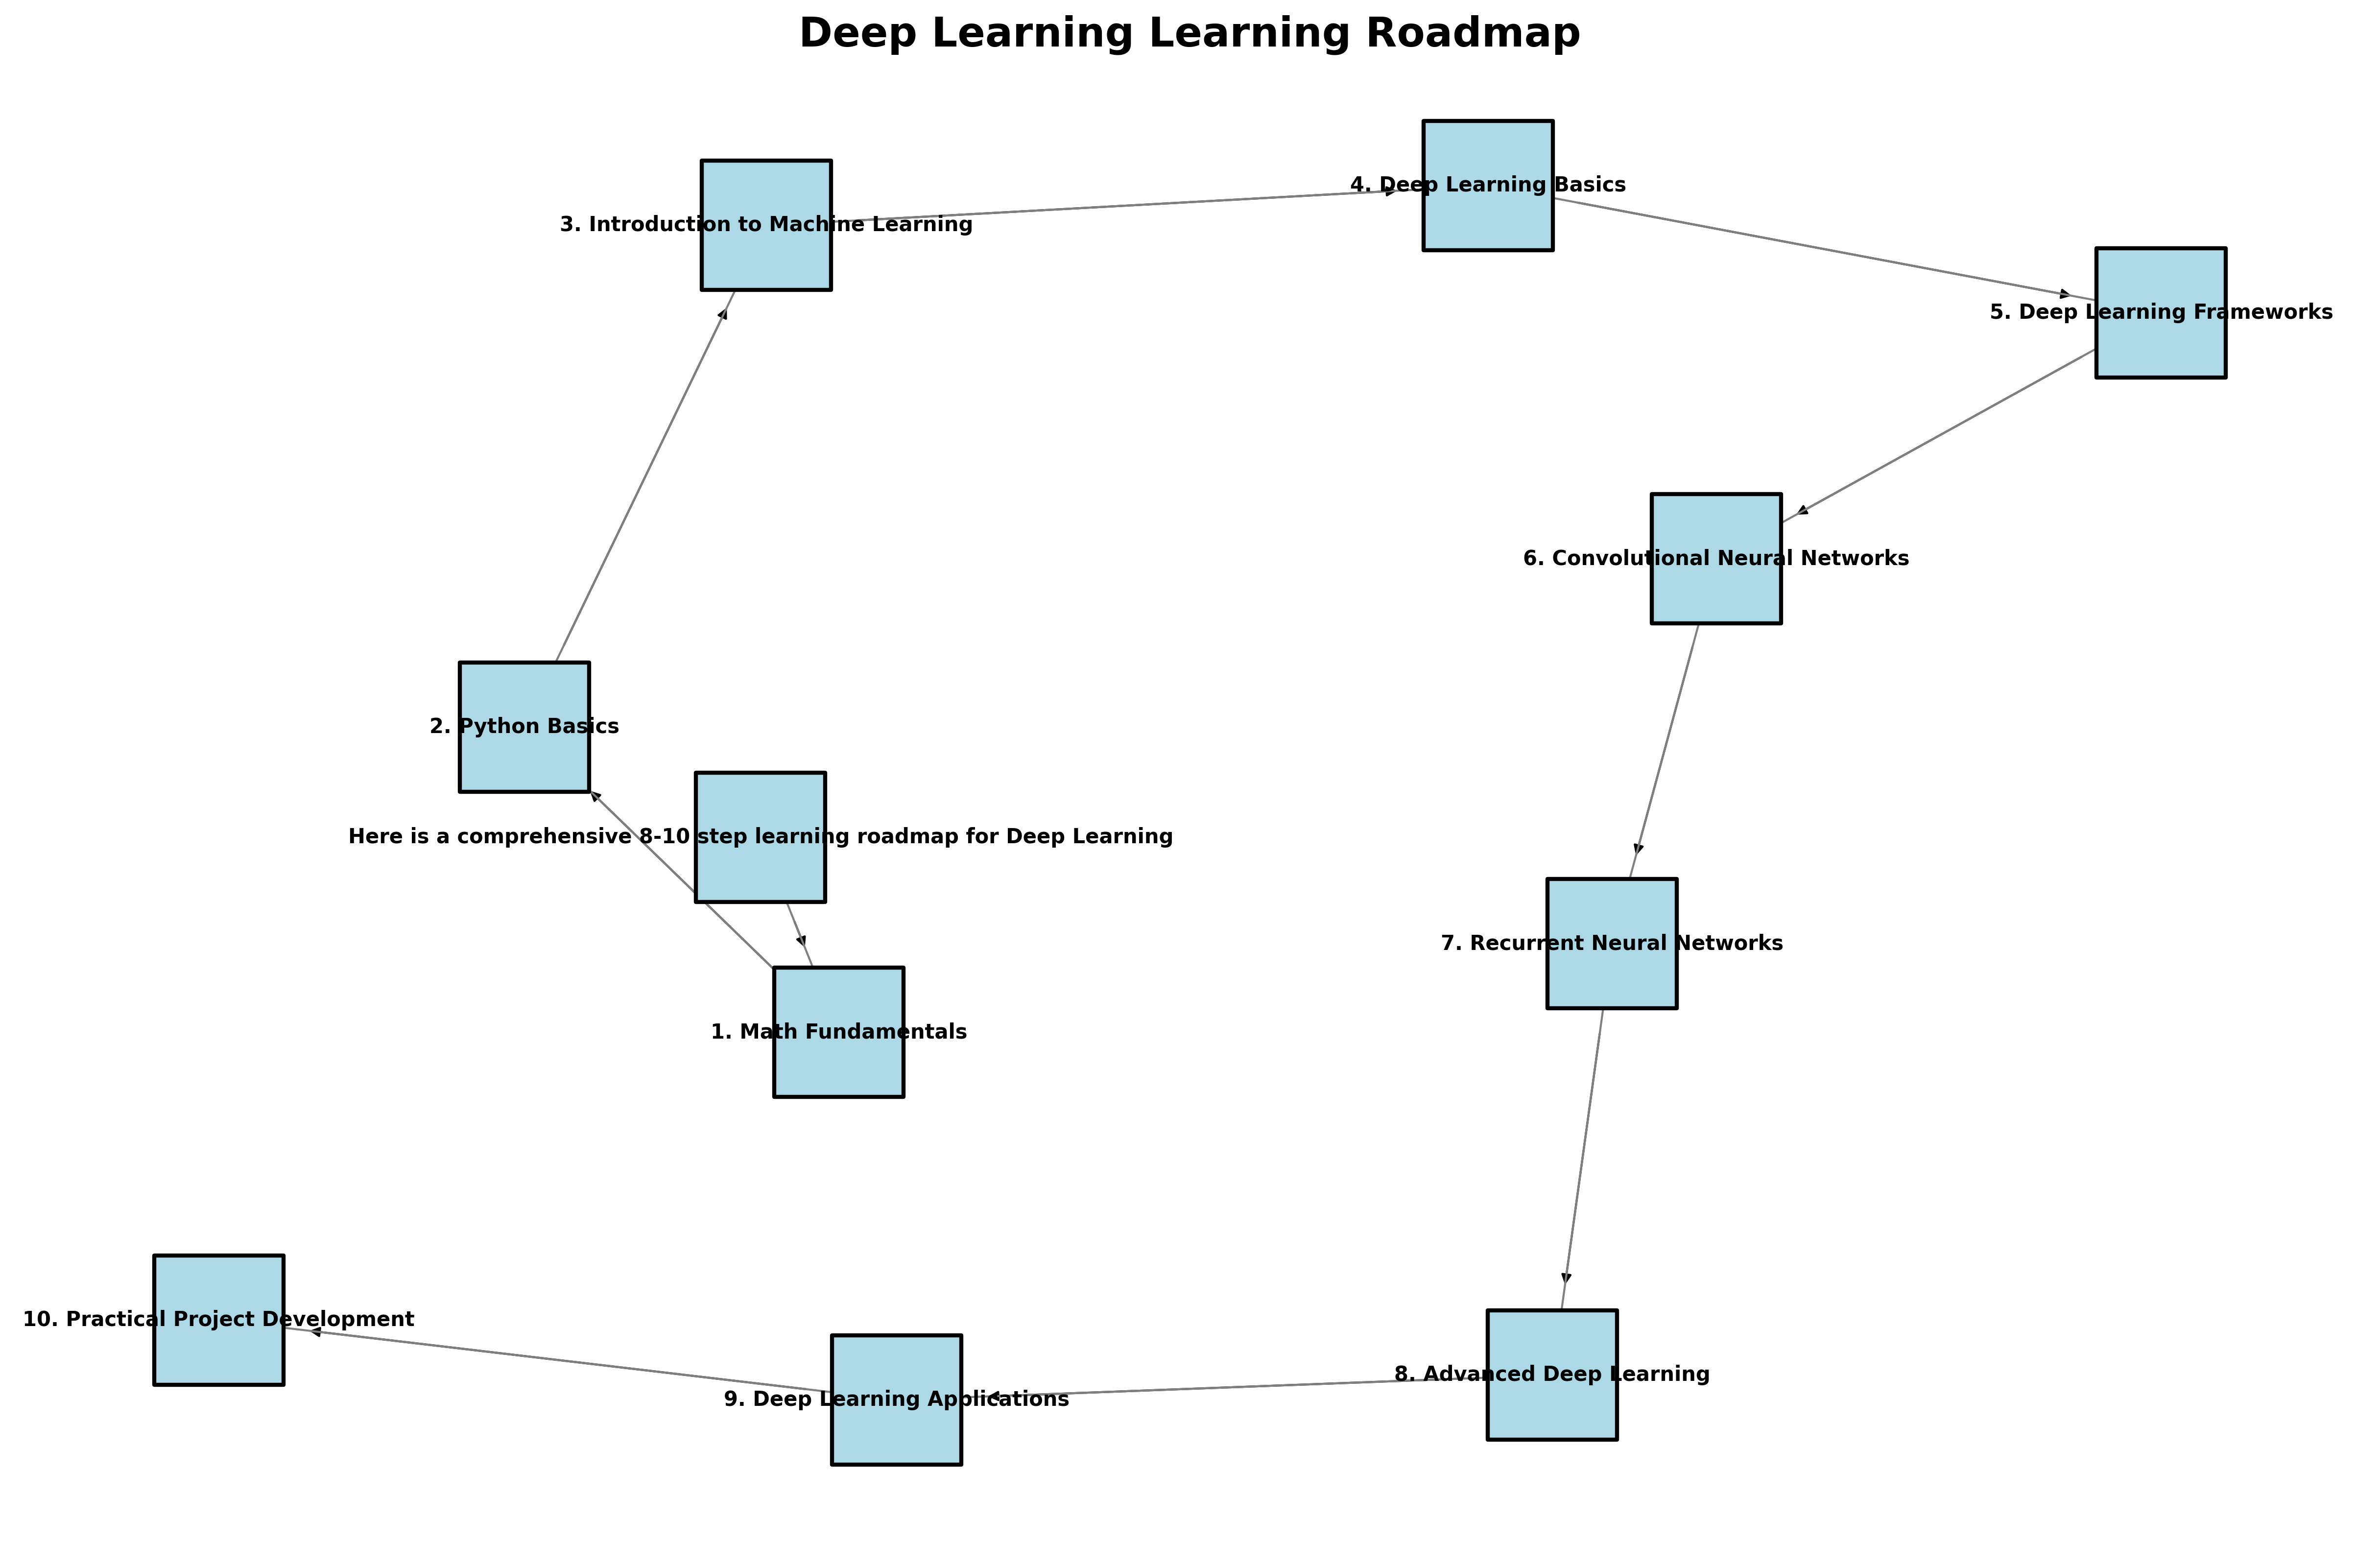 Deep Learning Learning Roadmap
4. Deep Learning Basics
3. Introduction to Machine Learning
5. Deep Learning Frameworks
6. Convolutional Neural Networks
2. Python Basics
Here is a comprehensive 8-10 step learning roadmap for Deep Learning
7. Recurrent Neural Networks
1. Math Fundamentals
10. Practical Project Development
8. Advanced Deep Learning
9. Deep Learning Applications